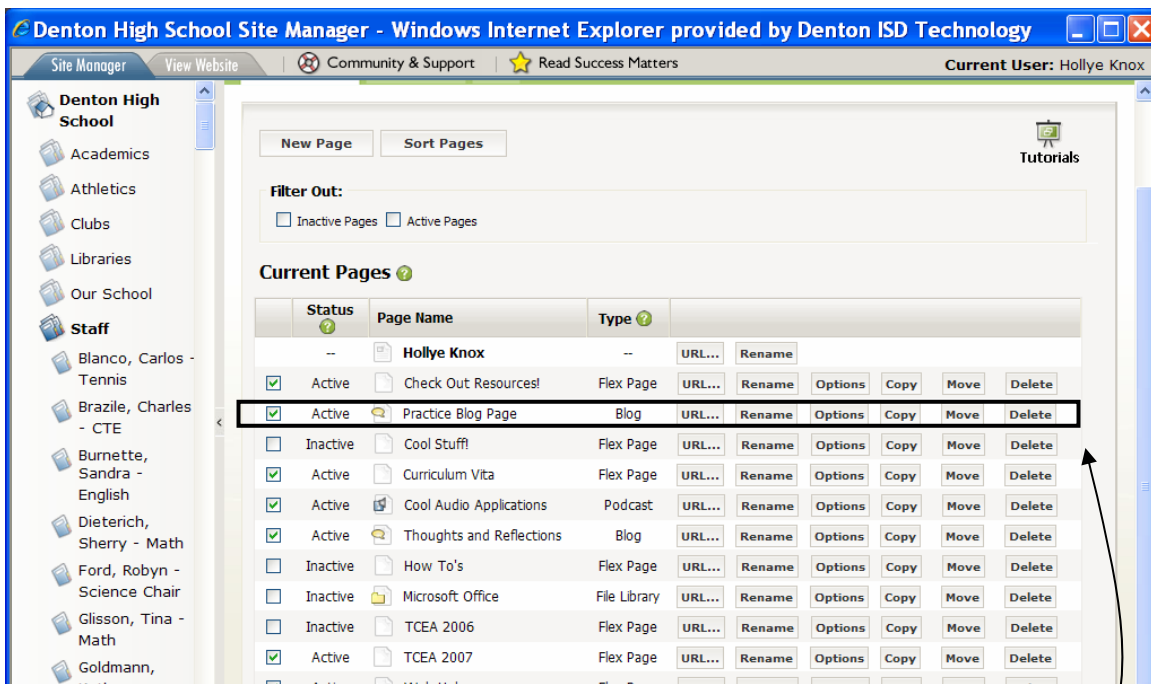 Denton High School Site Manager - Windows Internet Explorer provided by Denton ISD Technology
Site Manager View Website Community & Support Read Success Matters Current User: Hollye Knox
Denton High
School
Academics
Athletics
Clubs
Libraries
Our School
Staff
Blanco, Carlos -
Tennis
Brazile, Charles
- CTE
Burnette,
Sandra -
English
Dieterich,
Sherry - Math
Ford, Robyn -
Science Chair
Glisson, Tina -
Math
Goldmann,
New Page Sort Pages
Tutorials
Filter Out:
Inactive Pages Active Pages
Current Pages ?
Status ? Page Name Type ?
-- Hollye Knox -- URL... Rename
Active Check Out Resources! Flex Page URL... Rename Options Copy Move Delete
Active Practice Blog Page Blog URL... Rename Options Copy Move Delete
Inactive Cool Stuff! Flex Page URL... Rename Options Copy Move Delete
Active Curriculum Vita Flex Page URL... Rename Options Copy Move Delete
Active Cool Audio Applications Podcast URL... Rename Options Copy Move Delete
Active Thoughts and Reflections Blog URL... Rename Options Copy Move Delete
Inactive How To's Flex Page URL... Rename Options Copy Move Delete
Inactive Microsoft Office File Library URL... Rename Options Copy Move Delete
Inactive TCEA 2006 Flex Page URL... Rename Options Copy Move Delete
Active TCEA 2007 Flex Page URL... Rename Options Copy Move Delete